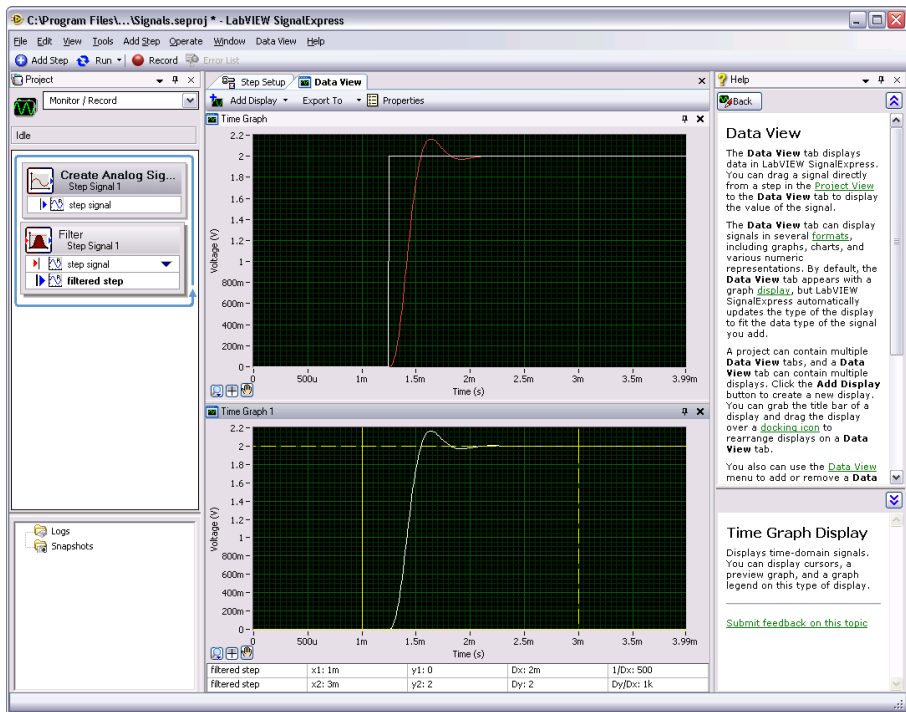 C:\Program Files\...\Signals.seproj * - LabVIEW SignalExpress
File Edit View Tools Add Step Operate Window Data View Help
Add Step Run Record Error List
Project
Monitor / Record
Idle
Create Analog Sig...
Step Signal 1
step signal
Filter
Step Signal 1
step signal
filtered step
Logs
Snapshots
Step Setup Data View
Add Display Export To Properties
Time Graph
Voltage (V)
2.2
2
1.8
1.6
1.4
1.2
1
800m
600m
400m
200m
0
0 500u 1m 1.5m 2m 2.5m 3m 3.5m 3.99m
Time (s)
Time Graph 1
Voltage (V)
2.2
2
1.8
1.6
1.4
1.2
1
800m
600m
400m
200m
0
0 500u 1m 1.5m 2m 2.5m 3m 3.5m 3.99m
Time (s)
filtered step x1: 1m y1: 0 Dx: 2m 1/Dx: 500
filtered step x2: 3m y2: 2 Dy: 2 Dy/Dx: 1k
Help
Back
Data View
The Data View tab displays
data in LabVIEW SignalExpress.
You can drag a signal directly
from a step in the Project View
to the Data View tab to display
the value of the signal.
The Data View tab can display
signals in several formats,
including graphs, charts, and
various numeric
representations. By default, the
Data View tab appears with a
graph display, but LabVIEW
SignalExpress automatically
updates the type of the display
to fit the data type of the signal
you add.
A project can contain multiple
Data View tabs, and a Data
View tab can contain multiple
displays. Click the Add Display
button to create a new display.
You can grab the title bar of a
display and drag the display
over a docking icon to
rearrange displays on a Data
View tab.
You also can use the Data View
menu to add or remove a Data
Time Graph Display
Displays time-domain signals.
You can display cursors, a
preview graph, and a graph
legend on this type of display.
Submit feedback on this topic